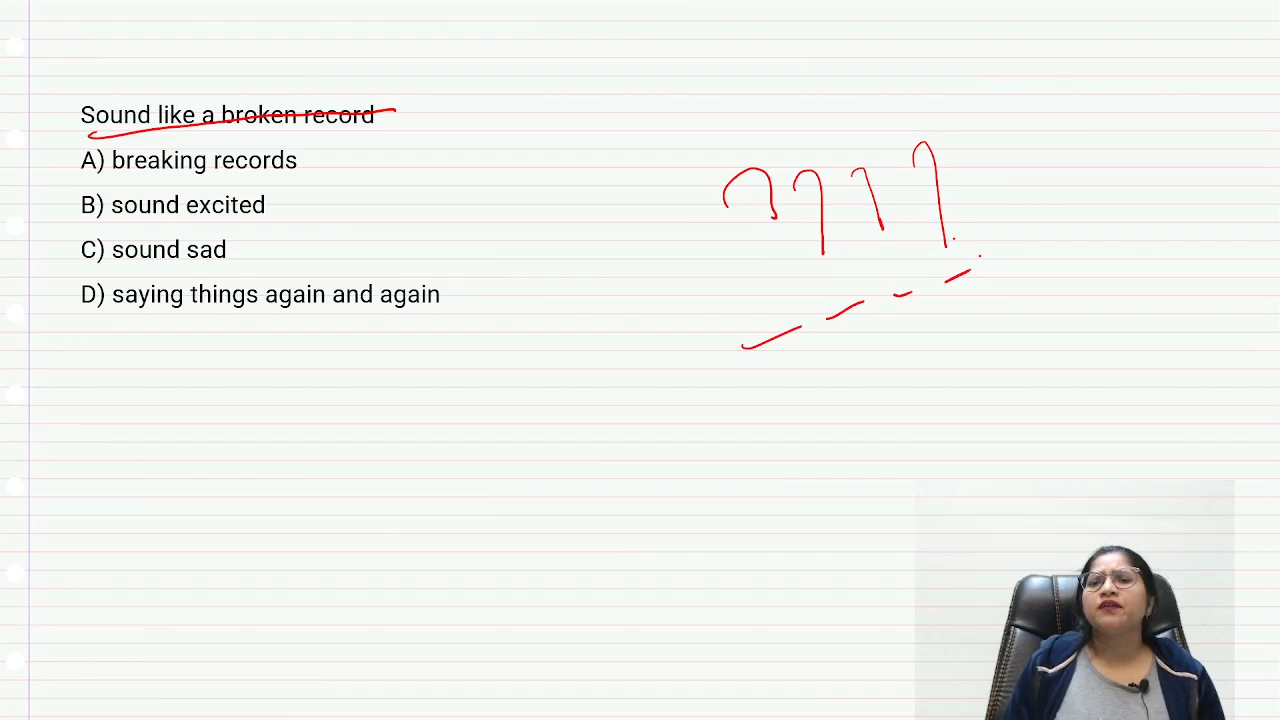 Sound like a broken record
A) breaking records
B) sound excited
C) sound sad
D) saying things again and again